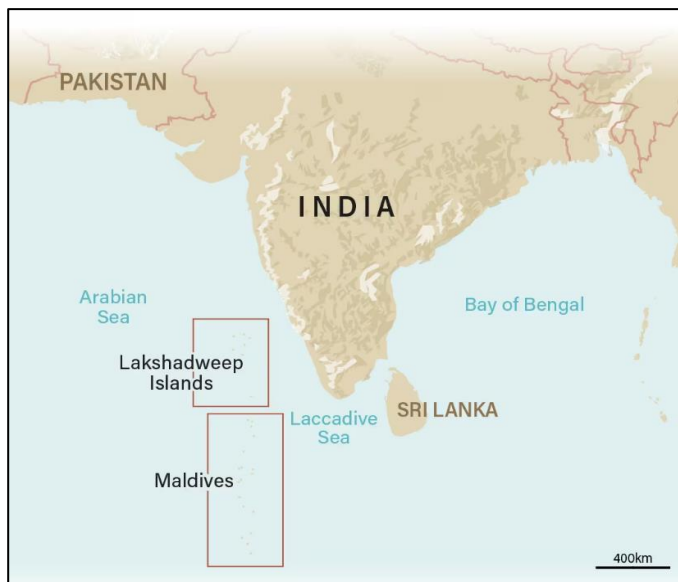 PAKISTAN
INDIA
Arabian
Sea
Bay of Bengal
Lakshadweep
Islands
Laccadive
Sea
SRI LANKA
Maldives
400km